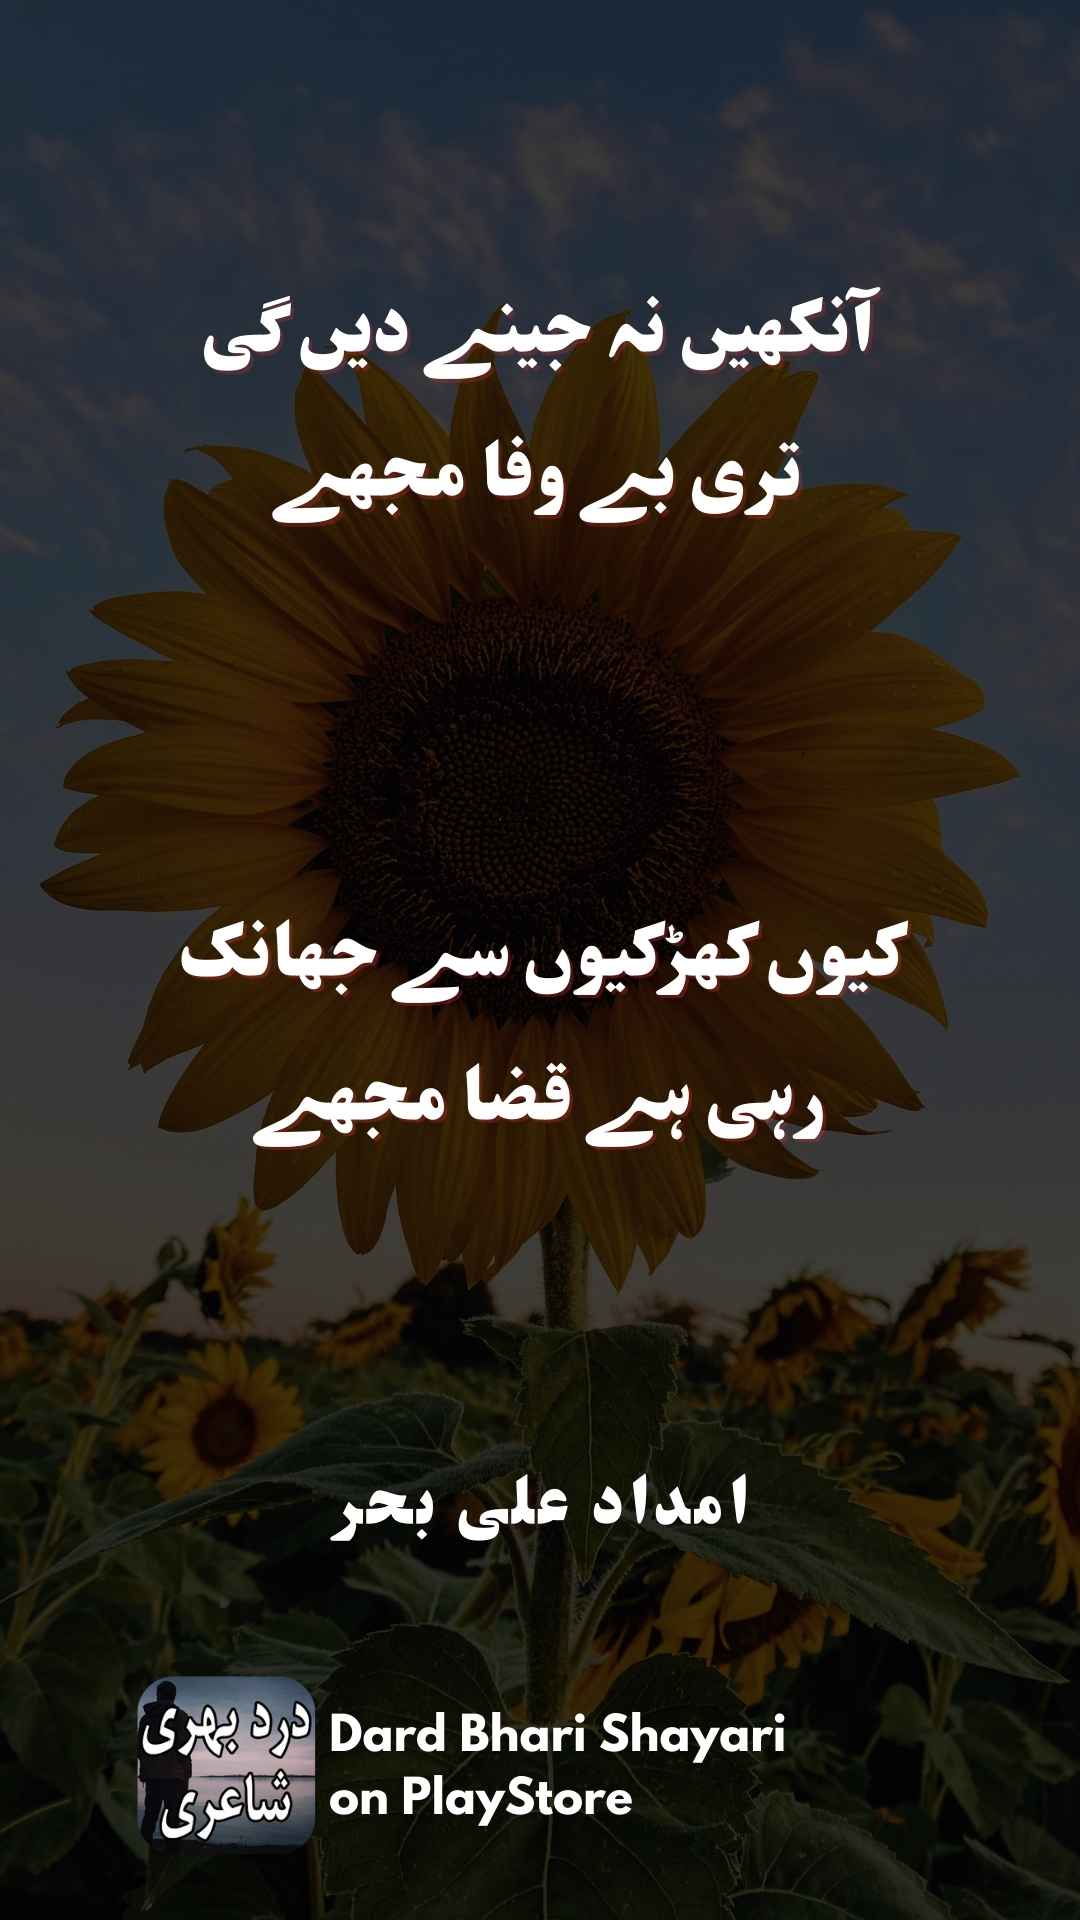 آنکھیں نہ جینے دیں گی
تری بے وفا مجھے
کیوں کھڑکیوں سے جھانک
رہی ہے قضا مجھے
امداد علی بحر
درد بھری
شاعری
Dard Bhari Shayari
on PlayStore